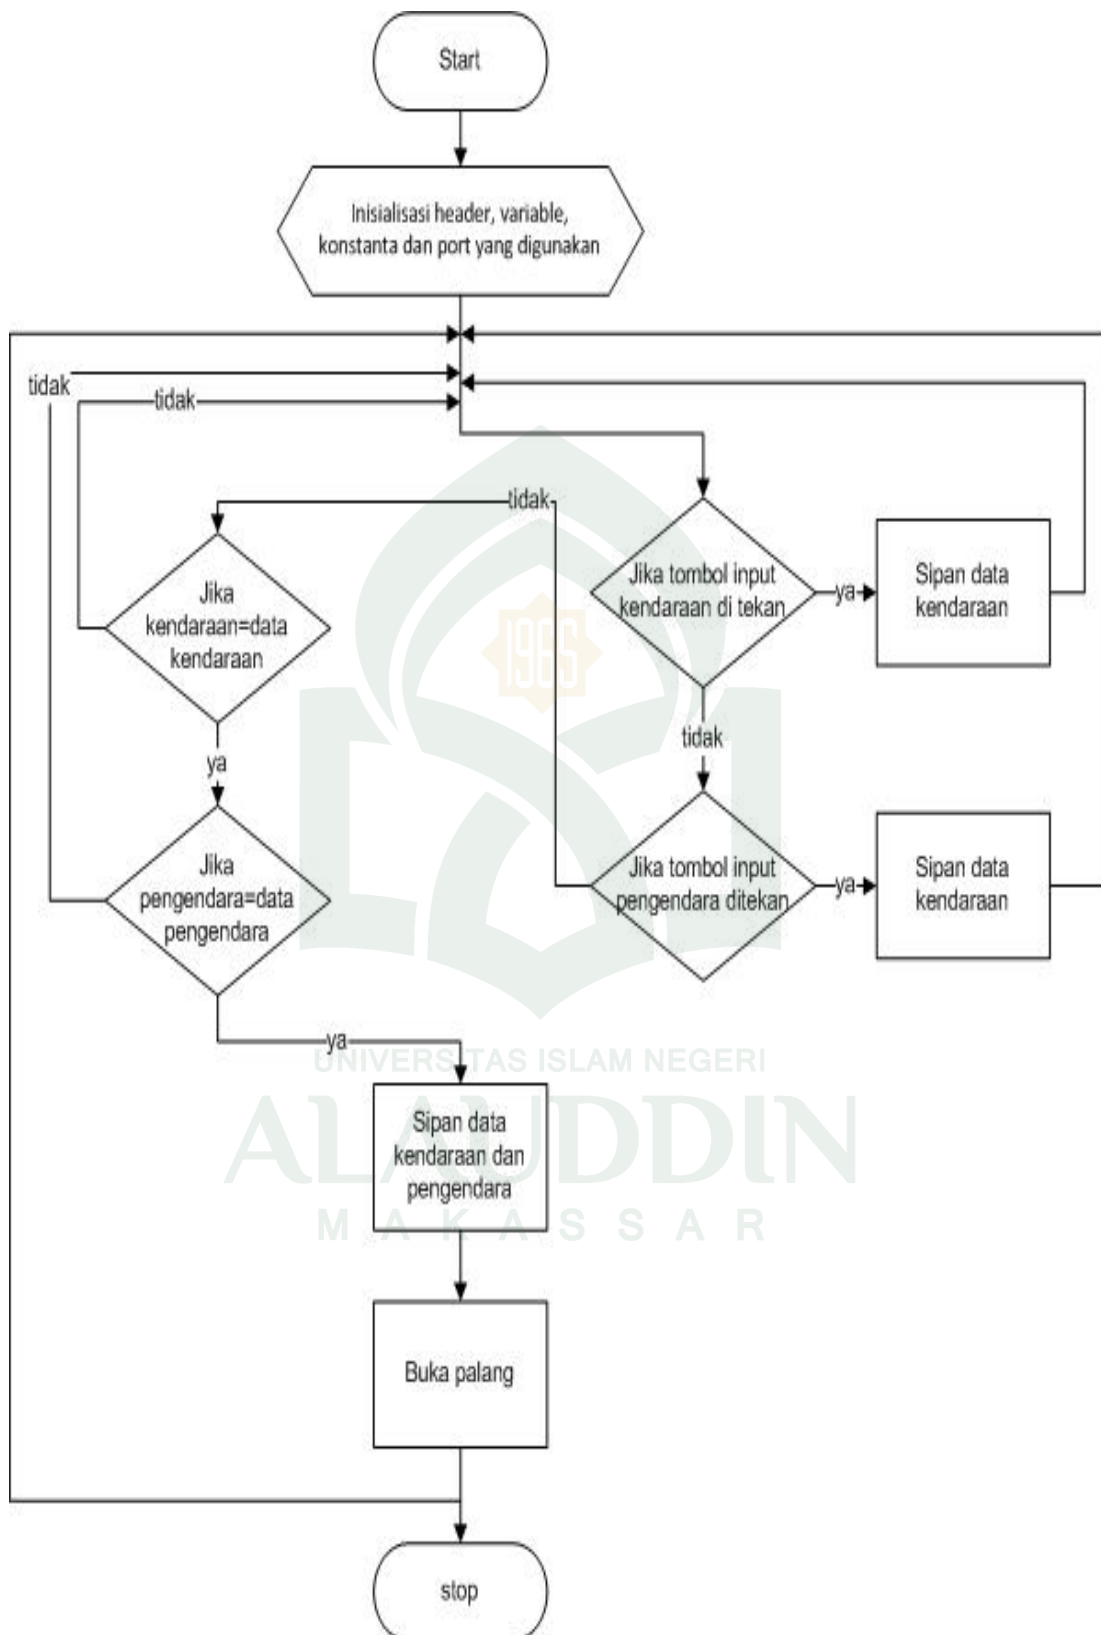 Start
Inisialisasi header, variable,
konstanta dan port yang digunakan
tidak
tidak
tidak
Jika tombol input
kendaraan di tekan
ya
Sipan data
kendaraan
Jika
kendaraan=data
kendaraan
1965
tidak
ya
Jika tombol input
pengendara ditekan
ya
Sipan data
kendaraan
Jika
pengendara=data
pengendara
ya
UNIVERSITAS ISLAM NEGERI
ALAUDDIN
MAKASSAR
Sipan data
kendaraan dan
pengendara
Buka palang
stop